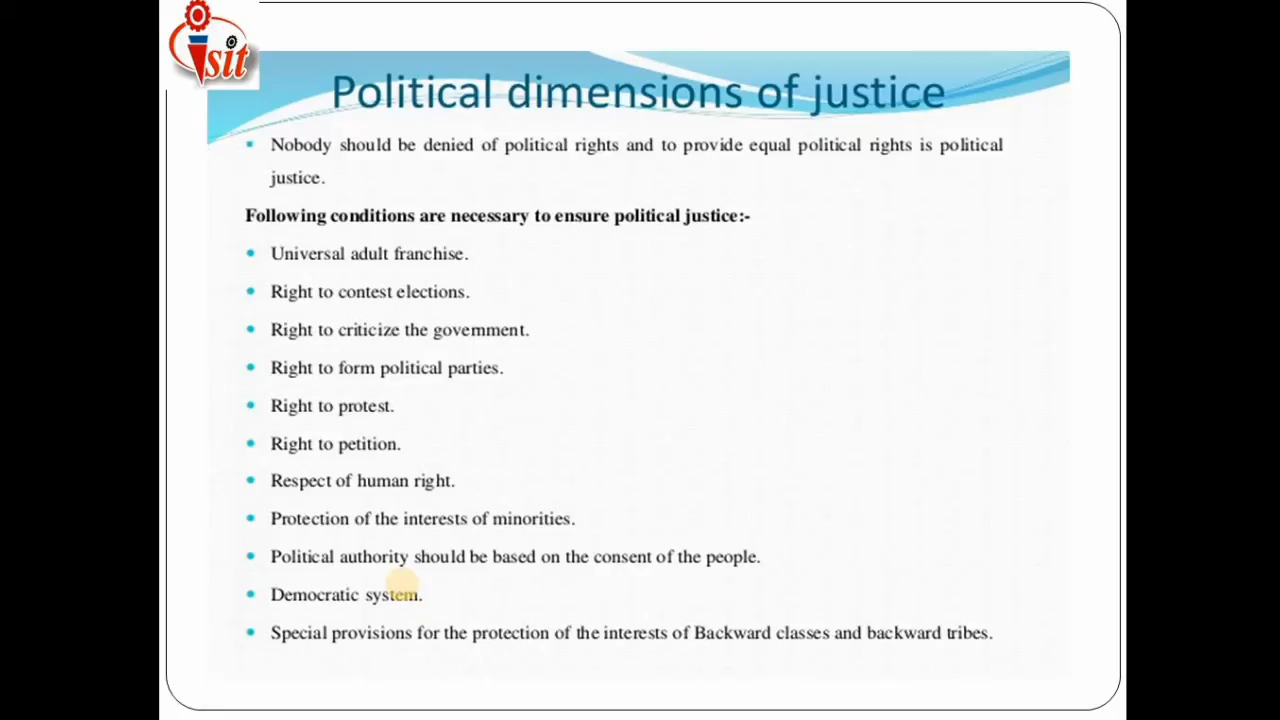 isit
Political dimensions of justice
Nobody should be denied of political rights and to provide equal political rights is political
justice.
Following conditions are necessary to ensure political justice:-
Universal adult franchise.
Right to contest elections.
Right to criticize the government.
Right to form political parties.
Right to protest.
Right to petition.
Respect of human right.
Protection of the interests of minorities.
Political authority should be based on the consent of the people.
Democratic system.
Special provisions for the protection of the interests of Backward classes and backward tribes.